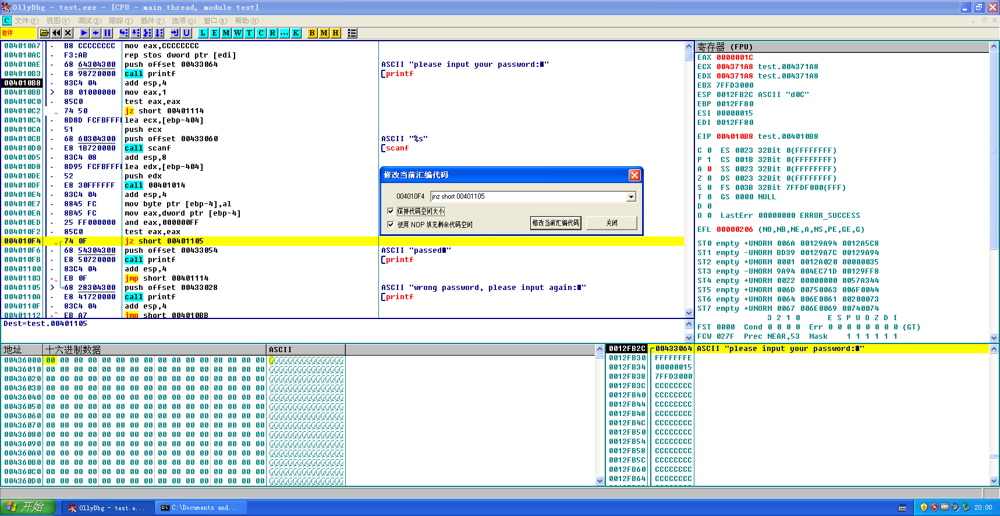 OllyDbg - test.exe - [CPU - main thread, module test]
C 文件(F) 视图(V) 调试(D) 跟踪(T) 插件(P) 选项(O) 窗口(W) 帮助(H)
暂停 L E M W T C R ... K B M H
004010A7 · B8 CCCCCCCC mov eax,CCCCCCCC
004010AC · F3:AB rep stos dword ptr [edi]
004010AE · 68 64304300 push offset 00433064 ASCII "please input your password:■"
004010B3 · E8 98720000 call printf [printf
004010B8 · 83C4 04 add esp,4
004010BB > B8 01000000 mov eax,1
004010C0 · 85C0 test eax,eax
004010C2 74 50 jz short 00401114
004010C4 · 8D8D FCFBFFFF lea ecx,[ebp-404]
004010CA · 51 push ecx
004010CB · 68 60304300 push offset 00433060 ASCII "%s"
004010D0 · E8 1B720000 call scanf [scanf
004010D5 · 83C4 08 add esp,8
004010D8 · 8D95 FCFBFFFF lea edx,[ebp-404]
004010DE · 52 push edx
004010DF · E8 30FFFFFF call 00401014
004010E4 · 83C4 04 add esp,4
004010E7 · 8845 FC mov byte ptr [ebp-4],al
004010EA · 8B45 FC mov eax,dword ptr [ebp-4]
004010ED · 25 FF000000 and eax,000000FF
004010F2 · 85C0 test eax,eax
004010F4 74 0F jz short 00401105
004010F6 · 68 54304300 push offset 00433054 ASCII "passed■"
004010FB · E8 50720000 call printf [printf
00401100 · 83C4 04 add esp,4
00401103 · EB 0F jmp short 00401114
00401105 > 68 28304300 push offset 00433028 ASCII "wrong password, please input again:■"
0040110A · E8 41720000 call printf [printf
0040110F · 83C4 04 add esp,4
00401112 · EB A7 jmp short 004010BB
Dest=test.00401105
修改当前汇编代码
004010F4 jnz short 00401105
保持代码空间大小
使用 NOP 填充剩余代码空间
修改当前汇编代码 关闭
寄存器 (FPU)
EAX 0000001C
ECX 004371A8 test.004371A8
EDX 004371A8 test.004371A8
EBX 7FFD3000
ESP 0012FB2C ASCII "d0C"
EBP 0012FF80
ESI 00000015
EDI 0012FF80
EIP 004010B8 test.004010B8
C 0 ES 0023 32Bit 0(FFFFFFFF)
P 1 CS 001B 32Bit 0(FFFFFFFF)
A 0 SS 0023 32Bit 0(FFFFFFFF)
Z 0 DS 0023 32Bit 0(FFFFFFFF)
S 0 FS 003B 32Bit 7FFDF000(FFF)
T 0 GS 0000 NULL
D 0
O 0 LastErr 00000000 ERROR_SUCCESS
EFL 00000206 (NO,NB,NE,A,NS,PE,GE,G)
ST0 empty +UNORM 006A 00129A94 0012A5C8
ST1 empty -UNORM BD39 00129A7C 00129A94
ST2 empty +UNORM 0001 0012A020 00000035
ST3 empty -UNORM 9A94 004EC71D 00129FF8
ST4 empty +UNORM 0022 00000000 0057A344
ST5 empty +UNORM 006D 00750063 006F0044
ST6 empty +UNORM 0064 006E0061 00200073
ST7 empty +UNORM 0067 006E0069 00740074
3 2 1 0 E S P U O Z D I
FST 0000 Cond 0 0 0 0 Err 0 0 0 0 0 0 0 0 (GT)
FCW 027F Prec NEAR,53 Mask 1 1 1 1 1 1
地址 十六进制数据 ASCII
00436000 00 00 00 00 00 00 00 00 00 00 00 00 00 00 00 00
00436010 00 00 00 00 00 00 00 00 00 00 00 00 00 00 00 00
00436020 00 00 00 00 00 00 00 00 00 00 00 00 00 00 00 00
00436030 00 00 00 00 00 00 00 00 00 00 00 00 00 00 00 00
00436040 00 00 00 00 00 00 00 00 00 00 00 00 00 00 00 00
00436050 00 00 00 00 00 00 00 00 00 00 00 00 00 00 00 00
00436060 00 00 00 00 00 00 00 00 00 00 00 00 00 00 00 00
00436070 00 00 00 00 00 00 00 00 00 00 00 00 00 00 00 00
00436080 00 00 00 00 00 00 00 00 00 00 00 00 00 00 00 00
00436090 00 00 00 00 00 00 00 00 00 00 00 00 00 00 00 00
004360A0 00 00 00 00 00 00 00 00 00 00 00 00 00 00 00 00
004360B0 00 00 00 00 00 00 00 00 00 00 00 00 00 00 00 00
004360C0 00 00 00 00 00 00 00 00 00 00 00 00 00 00 00 00
004360D0 00 00 00 00 00 00 00 00 00 00 00 00 00 00 00 00
0012FB2C 00433064 ASCII "please input your password:■"
0012FB30 FFFFFFFE
0012FB34 00000015
0012FB38 7FFD3000
0012FB3C CCCCCCCC
0012FB40 CCCCCCCC
0012FB44 CCCCCCCC
0012FB48 CCCCCCCC
0012FB4C CCCCCCCC
0012FB50 CCCCCCCC
0012FB54 CCCCCCCC
0012FB58 CCCCCCCC
0012FB5C CCCCCCCC
0012FB60 CCCCCCCC
0012FB64 CCCCCCCC
开始 OllyDbg - test.e... C:\Documents and... 20:00